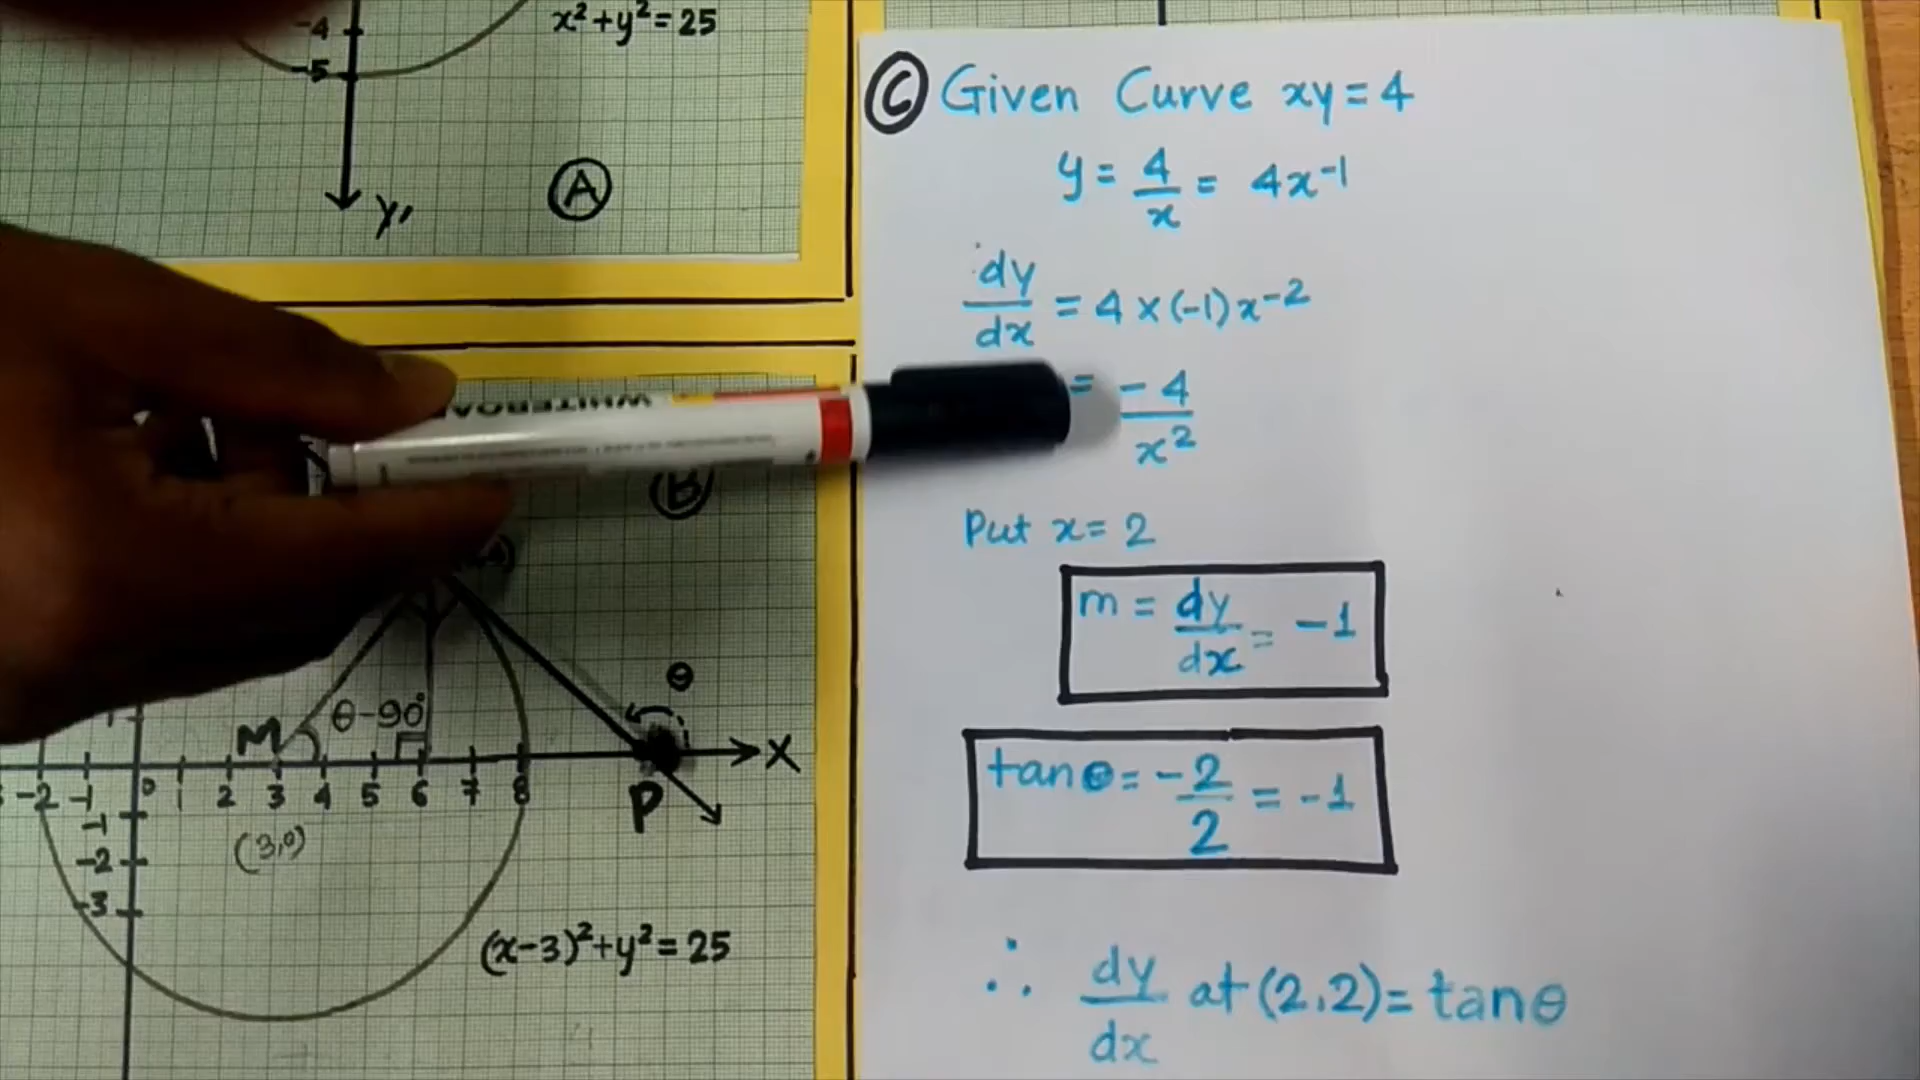 -4
x²+y²=25
-5
y'
A
© Given Curve xy=4
y = 4/x = 4x⁻¹
dy/dx = 4×(-1)x⁻²
= -4/x²
Put x=2
m = dy/dx = -1
tanθ = -2/2 = -1
∴ dy/dx at (2,2)= tanθ
B
θ
M θ-90° X
-2 -1 0 1 2 3 4 5 6 7 8 P
1
-1
(3,0)
-2
-3
(x-3)²+y²=25